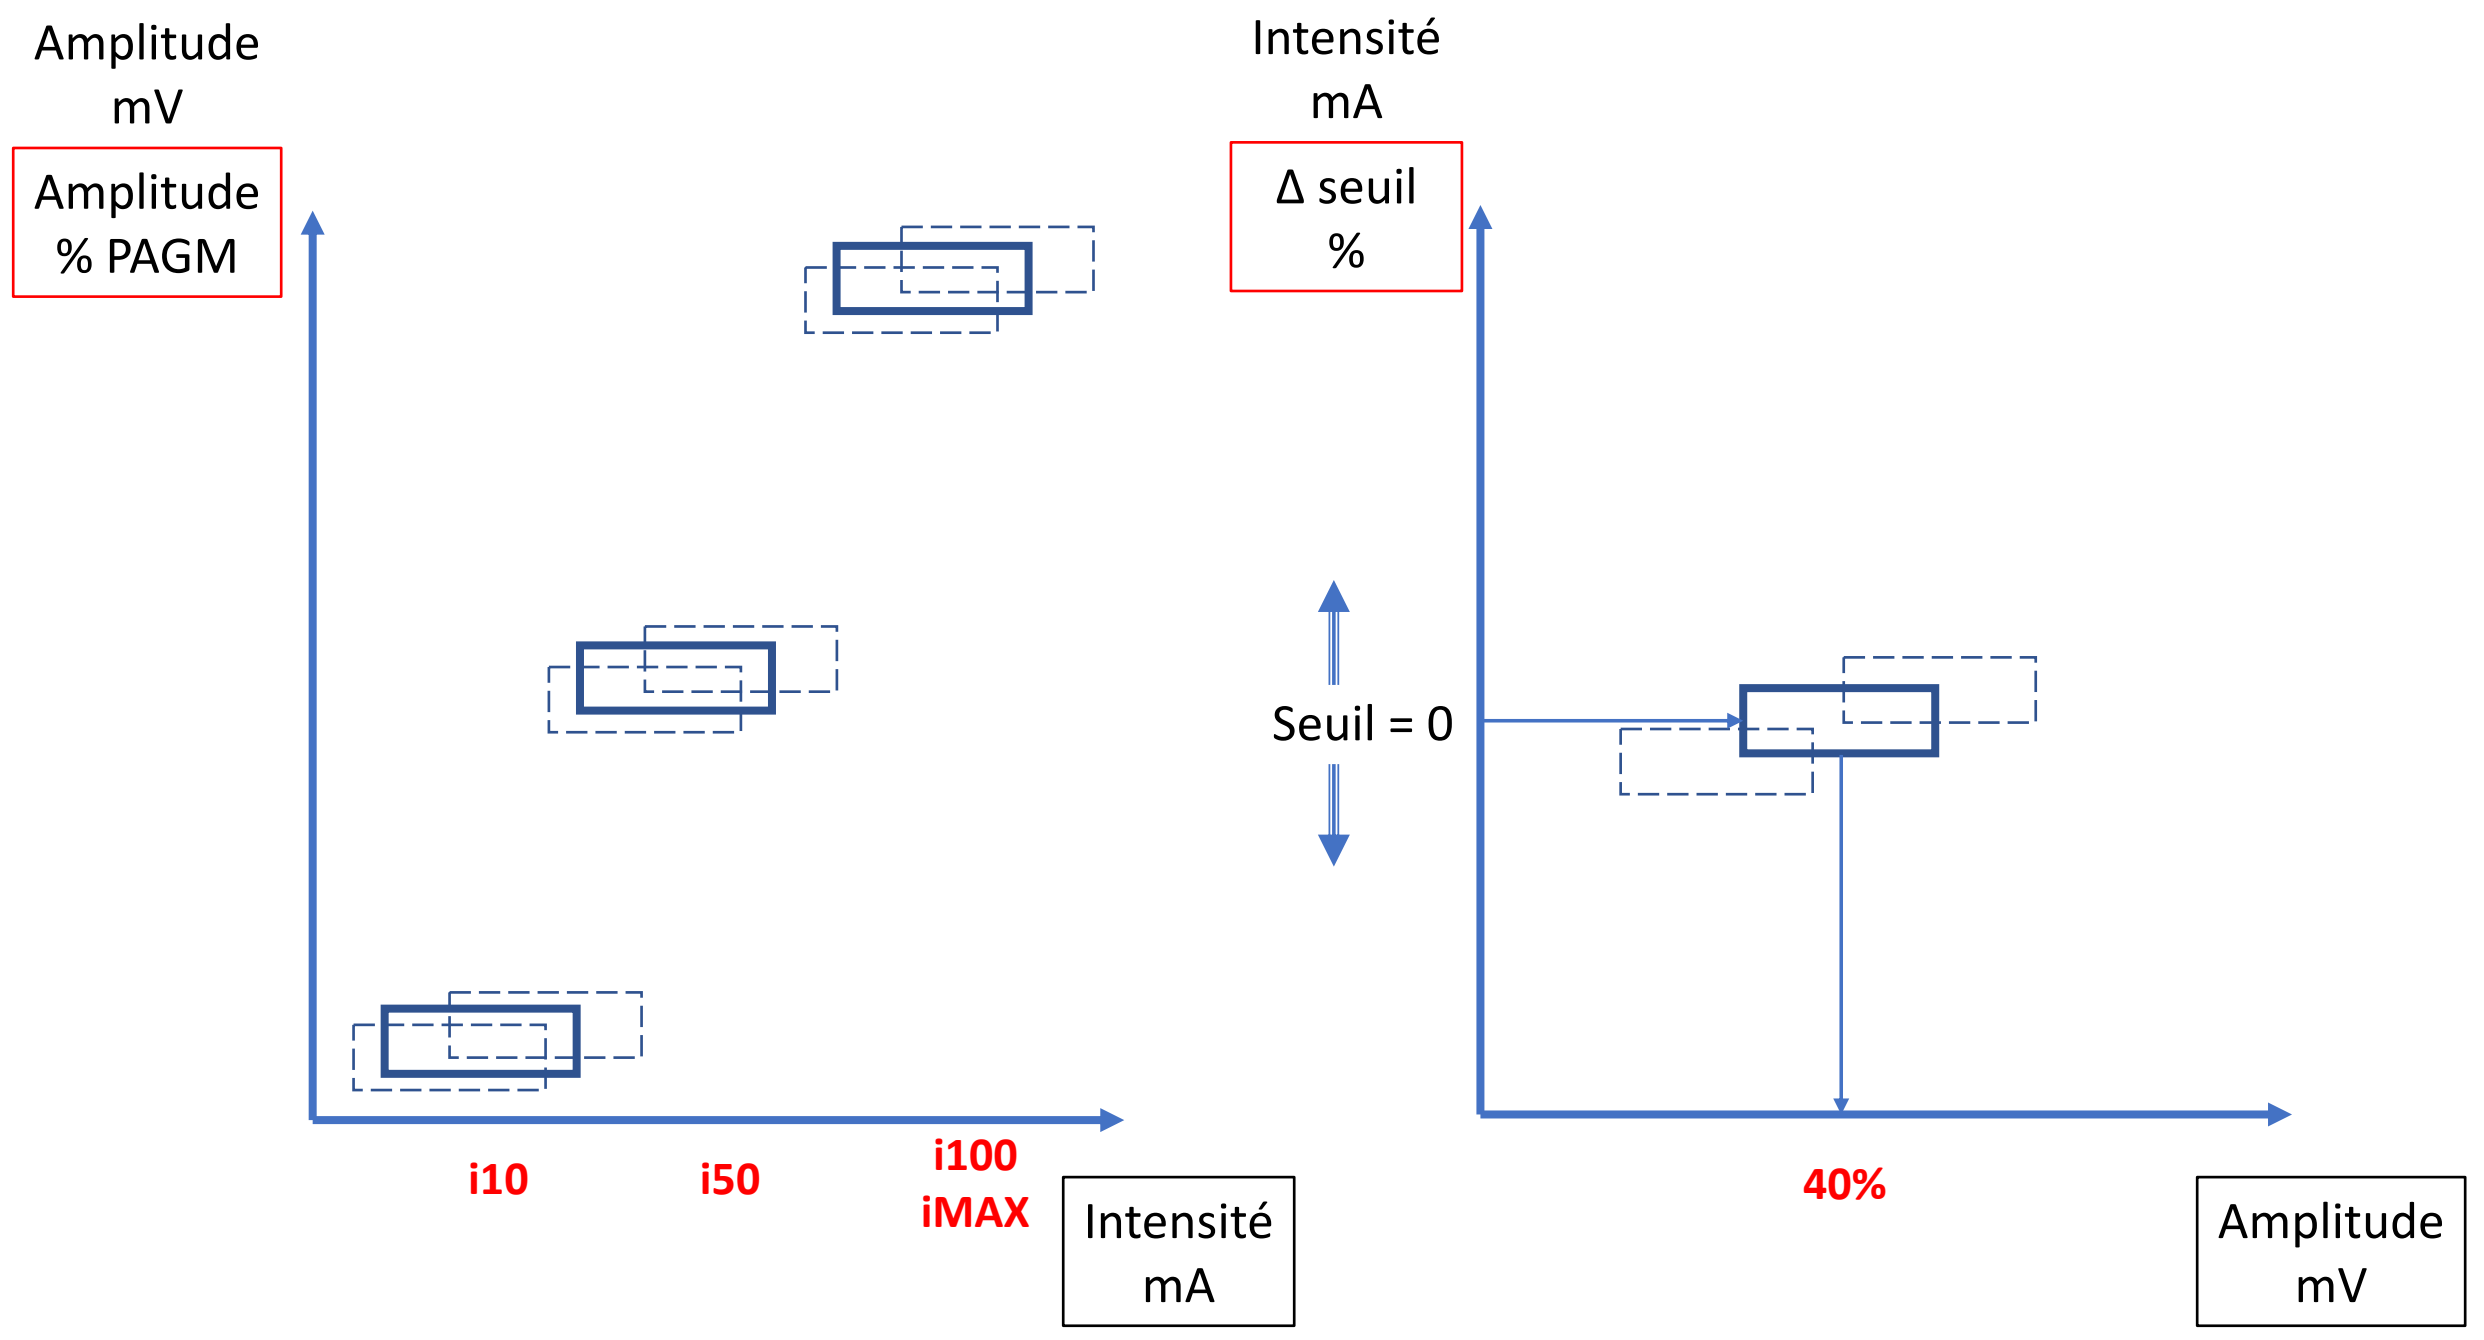 Amplitude
mV
Amplitude
% PAGM
i10
i50
i100
iMAX
Intensité
mA
Intensité
mA
Δ seuil
%
Seuil = 0
40%
Amplitude
mV